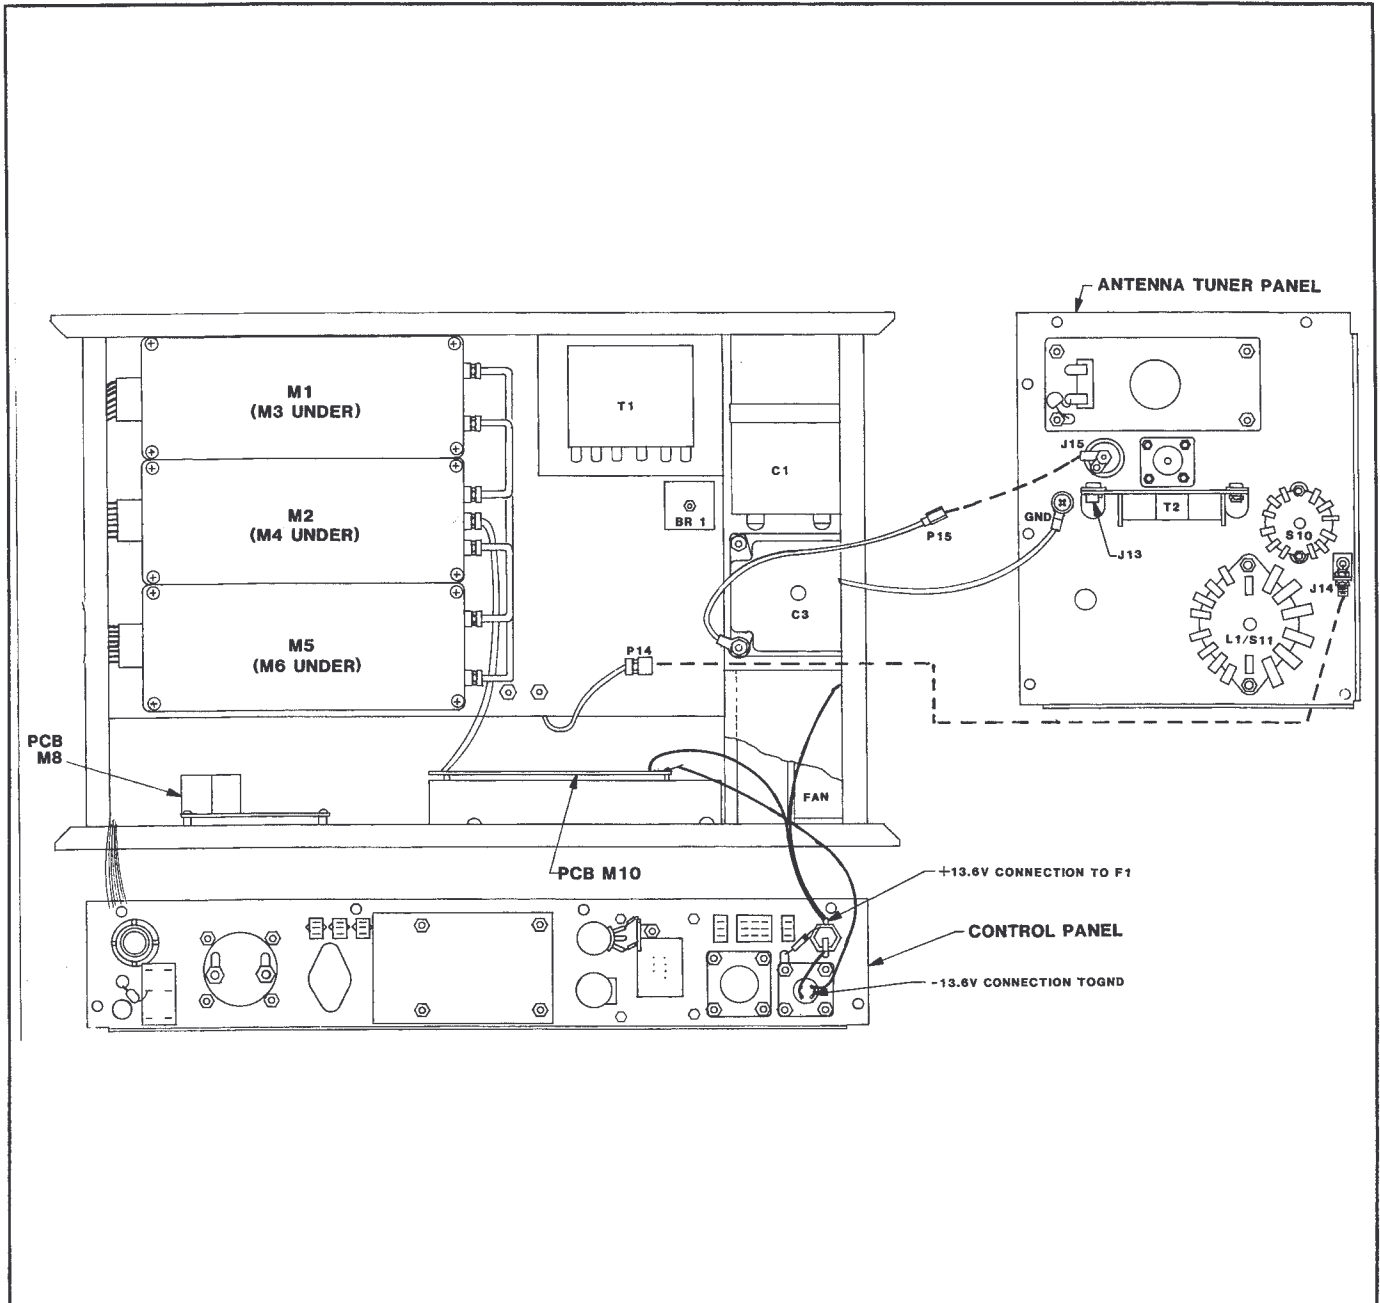 ANTENNA TUNER PANEL
M1
(M3 UNDER)
T1
C1
J15
BR 1
M2
(M4 UNDER)
GND
T2
S10
P15
J13
J14
C3
L1/S11
M5
(M6 UNDER)
P14
PCB
M8
FAN
PCB M10
+13.6V CONNECTION TO F1
CONTROL PANEL
-13.6V CONNECTION TOGND